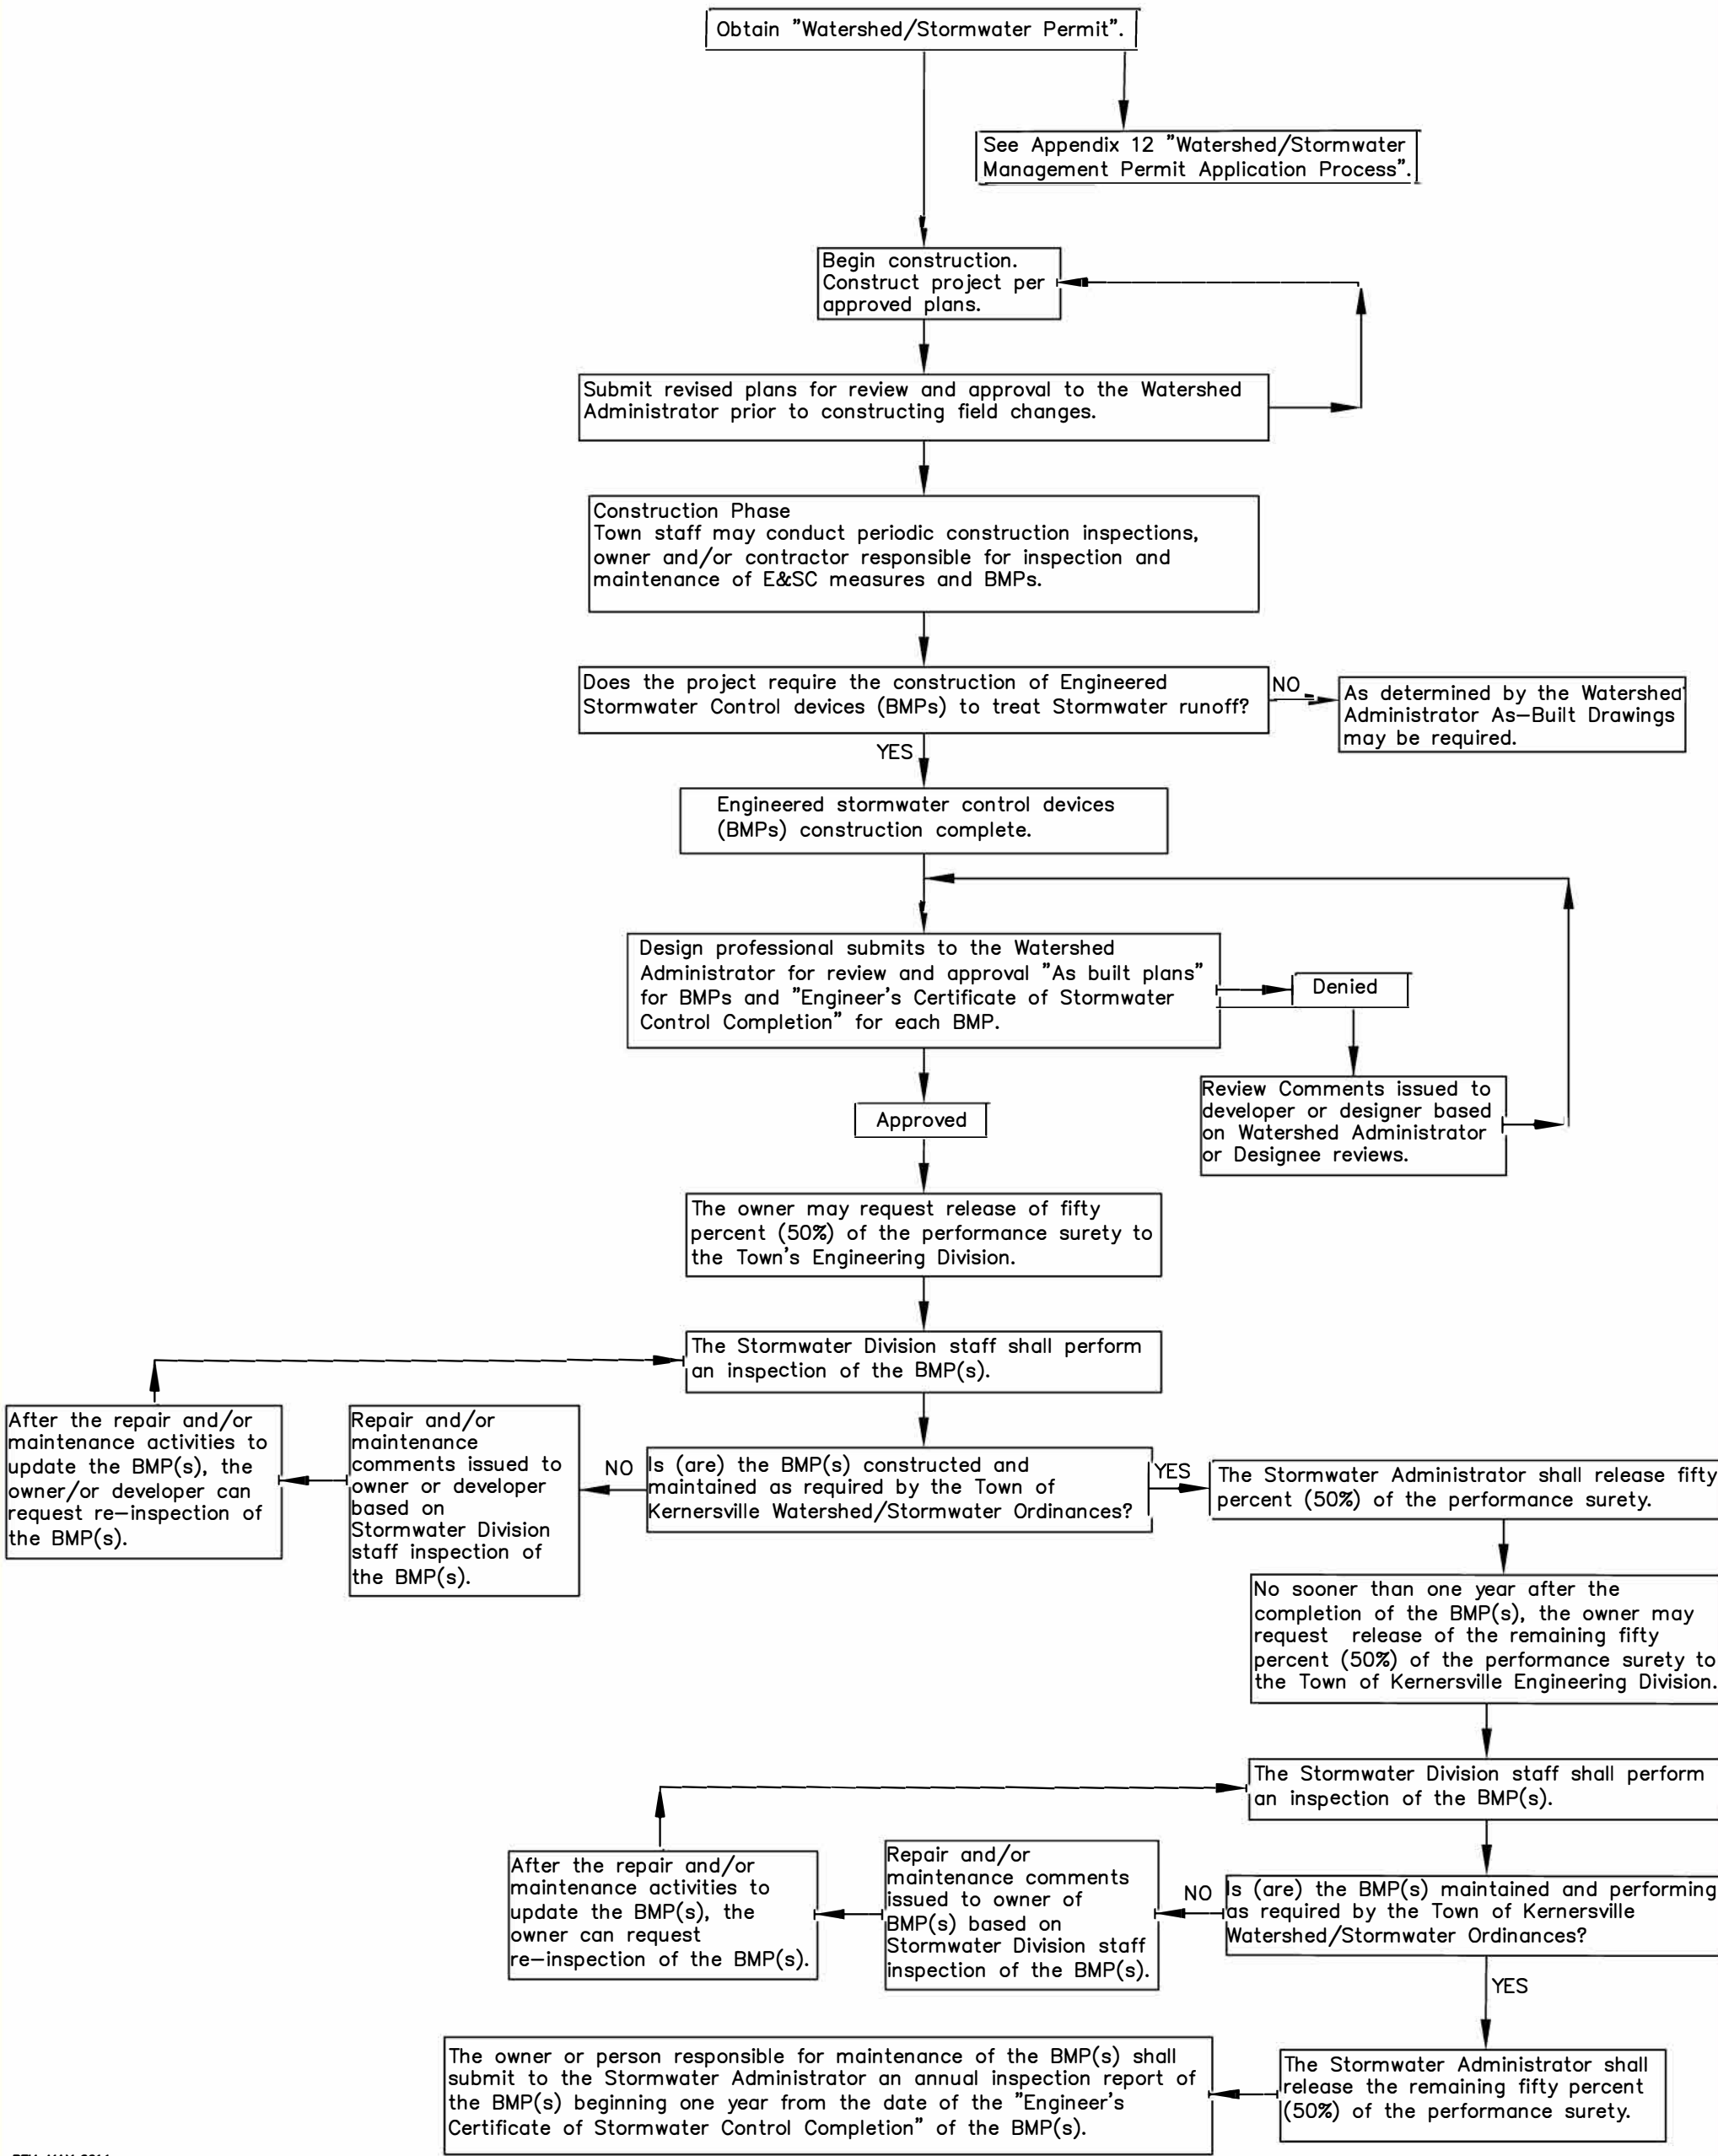 Obtain "Watershed/Stormwater Permit".
See Appendix 12 "Watershed/Stormwater
Management Permit Application Process".
Begin construction.
Construct project per
approved plans.
Submit revised plans for review and approval to the Watershed
Administrator prior to constructing field changes.
Construction Phase
Town staff may conduct periodic construction inspections,
owner and/or contractor responsible for inspection and
maintenance of E&SC measures and BMPs.
Does the project require the construction of Engineered
Stormwater Control devices (BMPs) to treat Stormwater runoff?
NO
As determined by the Watershed
Administrator As-Built Drawings
may be required.
YES
Engineered stormwater control devices
(BMPs) construction complete.
Design professional submits to the Watershed
Administrator for review and approval "As built plans"
for BMPs and "Engineer's Certificate of Stormwater
Control Completion" for each BMP.
Denied
Review Comments issued to
developer or designer based
on Watershed Administrator
or Designee reviews.
Approved
The owner may request release of fifty
percent (50%) of the performance surety to
the Town's Engineering Division.
The Stormwater Division staff shall perform
an inspection of the BMP(s).
After the repair and/or
maintenance activities to
update the BMP(s), the
owner/or developer can
request re-inspection of
the BMP(s).
Repair and/or
maintenance
comments issued to
owner or developer
based on
Stormwater Division
staff inspection of
the BMP(s).
NO
Is (are) the BMP(s) constructed and
maintained as required by the Town of
Kernersville Watershed/Stormwater Ordinances?
YES
The Stormwater Administrator shall release fifty
percent (50%) of the performance surety.
No sooner than one year after the
completion of the BMP(s), the owner may
request release of the remaining fifty
percent (50%) of the performance surety to
the Town of Kernersville Engineering Division.
The Stormwater Division staff shall perform
an inspection of the BMP(s).
After the repair and/or
maintenance activities to
update the BMP(s), the
owner can request
re-inspection of the BMP(s).
Repair and/or
maintenance comments
issued to owner of
BMP(s) based on
Stormwater Division staff
inspection of the BMP(s).
NO
Is (are) the BMP(s) maintained and performing
as required by the Town of Kernersville
Watershed/Stormwater Ordinances?
YES
The owner or person responsible for maintenance of the BMP(s) shall
submit to the Stormwater Administrator an annual inspection report of
the BMP(s) beginning one year from the date of the "Engineer's
Certificate of Stormwater Control Completion" of the BMP(s).
The Stormwater Administrator shall
release the remaining fifty percent
(50%) of the performance surety.